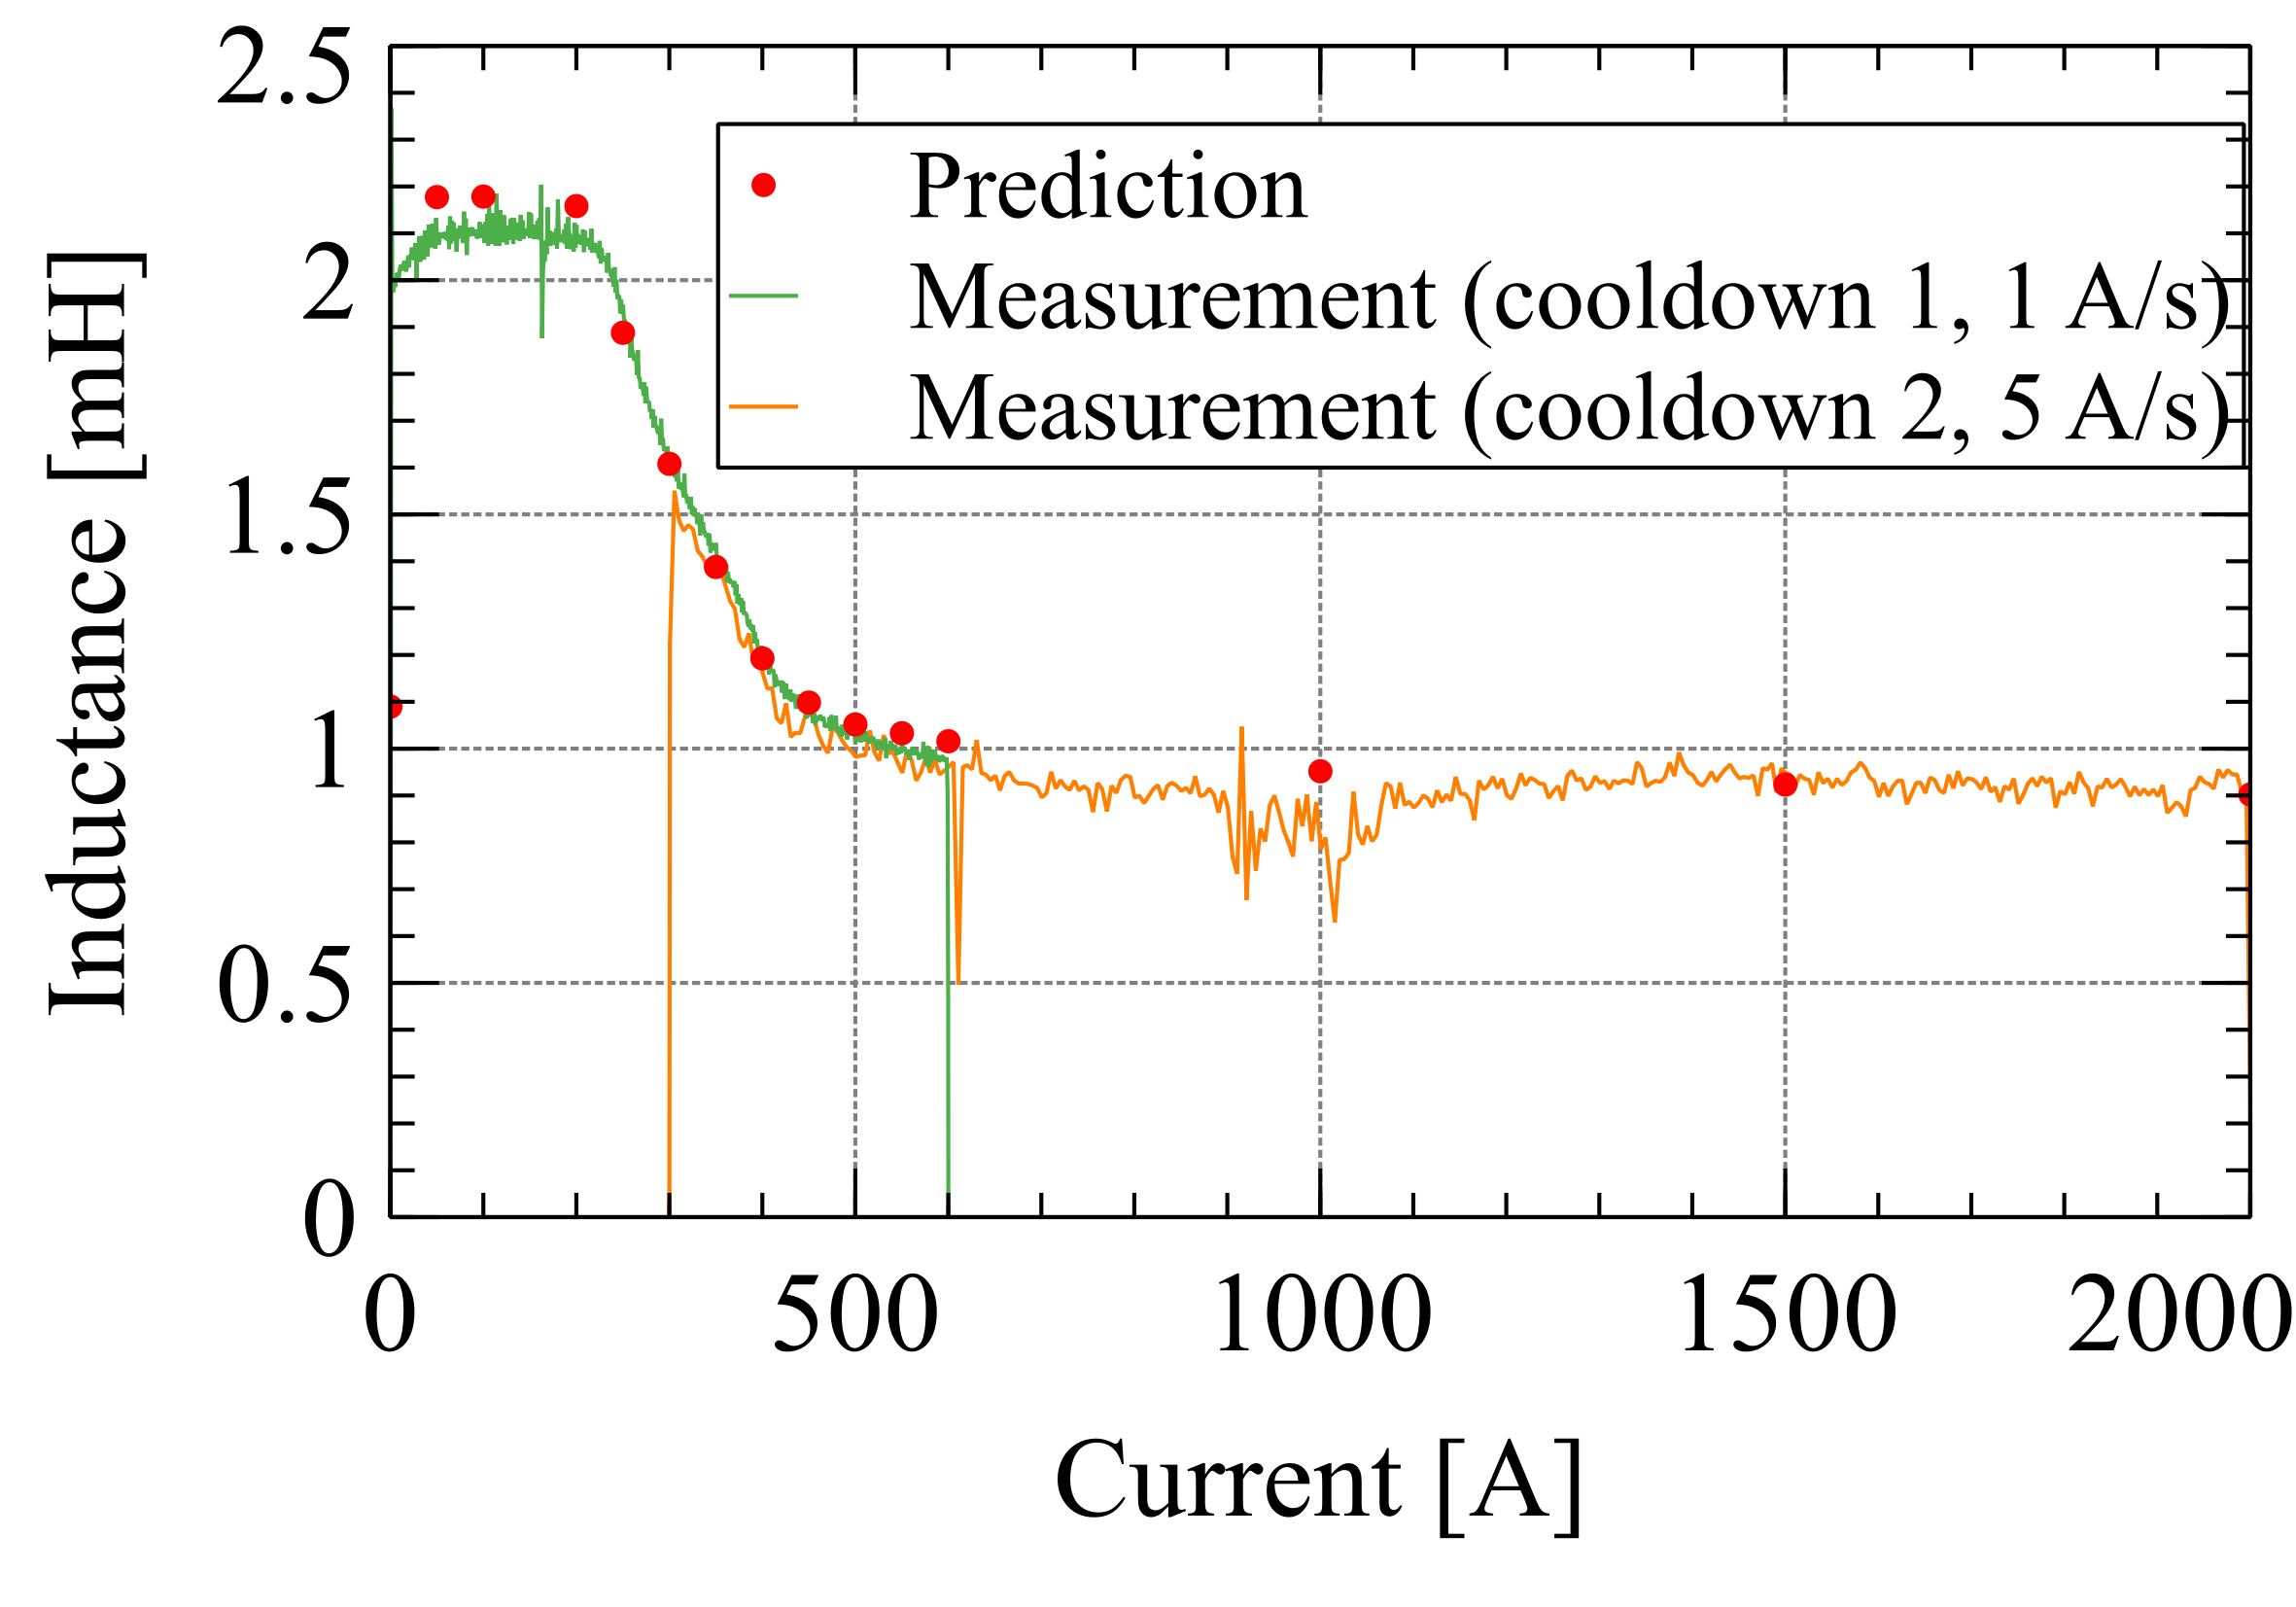 2.5
2
1.5
1
0.5
0
Inductance [mH]
Prediction
Measurement (cooldown 1, 1 A/s)
Measurement (cooldown 2, 5 A/s)
0 500 1000 1500 2000
Current [A]